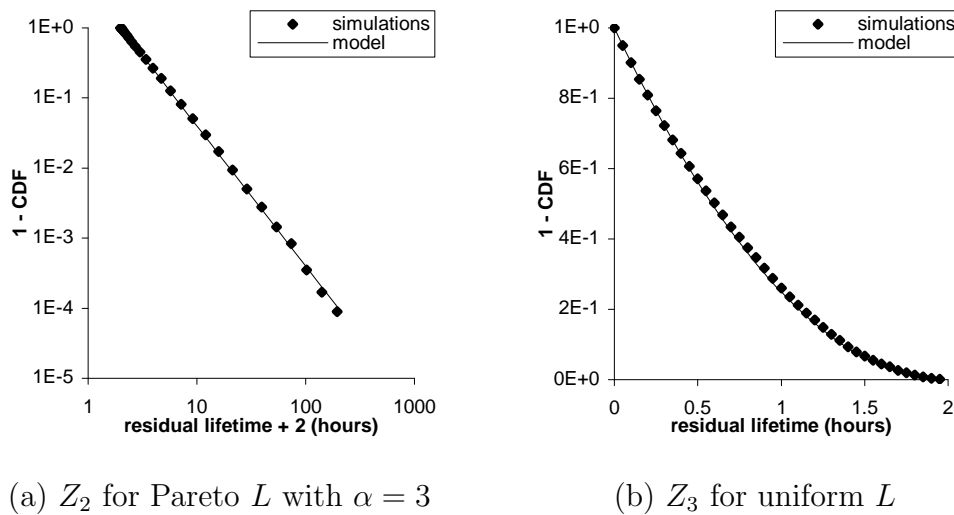 simulations
model
1E+0
1E-1
1E-2
1E-3
1E-4
1E-5
1 - CDF
1
10
100
1000
residual lifetime + 2 (hours)
(a) Z₂ for Pareto L with α = 3
simulations
model
1E+0
8E-1
6E-1
4E-1
2E-1
0E+0
1 - CDF
0
0.5
1
1.5
2
residual lifetime (hours)
(b) Z₃ for uniform L